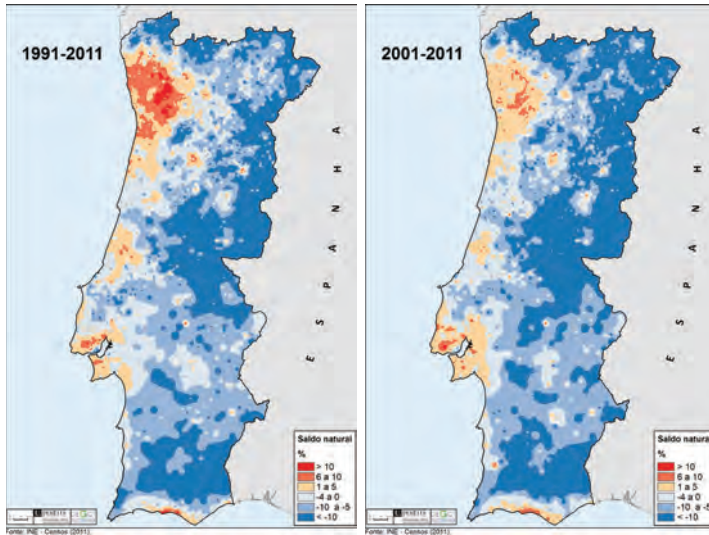 1991-2011
E S P A N H A
Saldo natural
%
> 10
6 a 10
1 a 5
-4 a 0
-10 a -5
< -10
Fonte: INE - Censos (2011).
2001-2011
E S P A N H A
Saldo natural
%
> 10
6 a 10
1 a 5
-4 a 0
-10 a -5
< -10
Fonte: INE - Censos (2011).